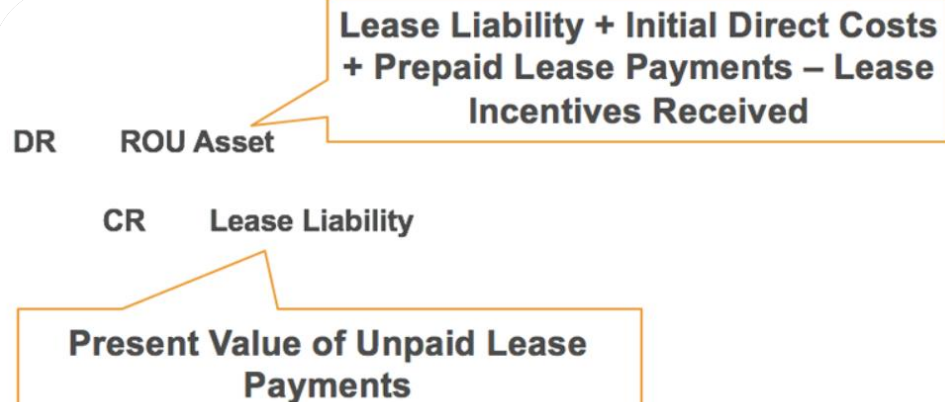 Lease Liability + Initial Direct Costs
+ Prepaid Lease Payments – Lease
Incentives Received
DR ROU Asset
CR Lease Liability
Present Value of Unpaid Lease
Payments